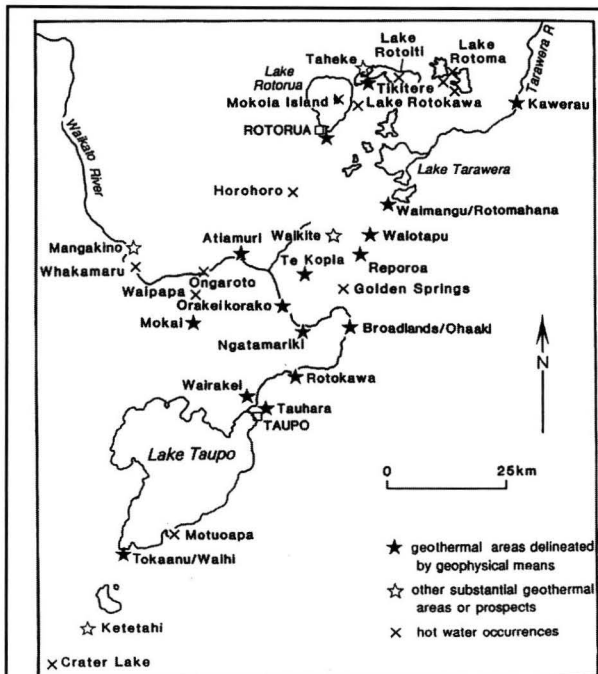 Lake
Rotoiti
Lake
Rotoma
Tarawera R
Taheke
Lake
Rotorua
Tikitere
Mokoia Island
Lake Rotokawa
Kawerau
ROTORUA
Waikato River
Lake Tarawera
Horohoro
Waimangu/Rotomahana
Mangakino
Atiamuri
Waikite
Waiotapu
Whakamaru
Ongaroto
Te Kopia
Reporoa
Waipapa
Golden Springs
Orakeikorako
Mokai
Ngatamariki
Broadlands/Ohaaki
N
Wairakei
Rotokawa
Tauhara
TAUPO
Lake Taupo
0 25km
Motuoapa
Tokaanu/Waihi
geothermal areas delineated
by geophysical means
other substantial geothermal
areas or prospects
hot water occurrences
Ketetahi
Crater Lake